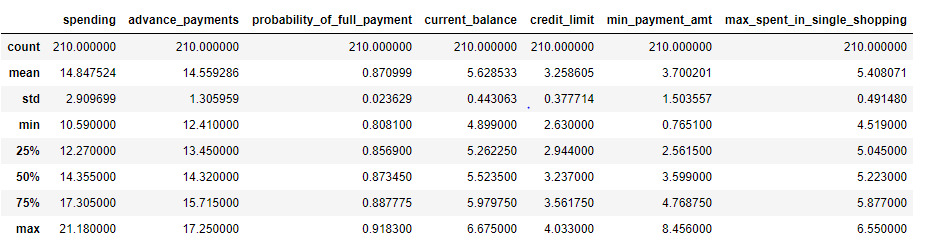 spending advance_payments probability_of_full_payment current_balance credit_limit min_payment_amt max_spent_in_single_shopping
count 210.000000 210.000000 210.000000 210.000000 210.000000 210.000000 210.000000
mean 14.847524 14.559286 0.870999 5.628533 3.258605 3.700201 5.408071
std 2.909699 1.305959 0.023629 0.443063 0.377714 1.503557 0.491480
min 10.590000 12.410000 0.808100 4.899000 2.630000 0.765100 4.519000
25% 12.270000 13.450000 0.856900 5.262250 2.944000 2.561500 5.045000
50% 14.355000 14.320000 0.873450 5.523500 3.237000 3.599000 5.223000
75% 17.305000 15.715000 0.887775 5.979750 3.561750 4.768750 5.877000
max 21.180000 17.250000 0.918300 6.675000 4.033000 8.456000 6.550000